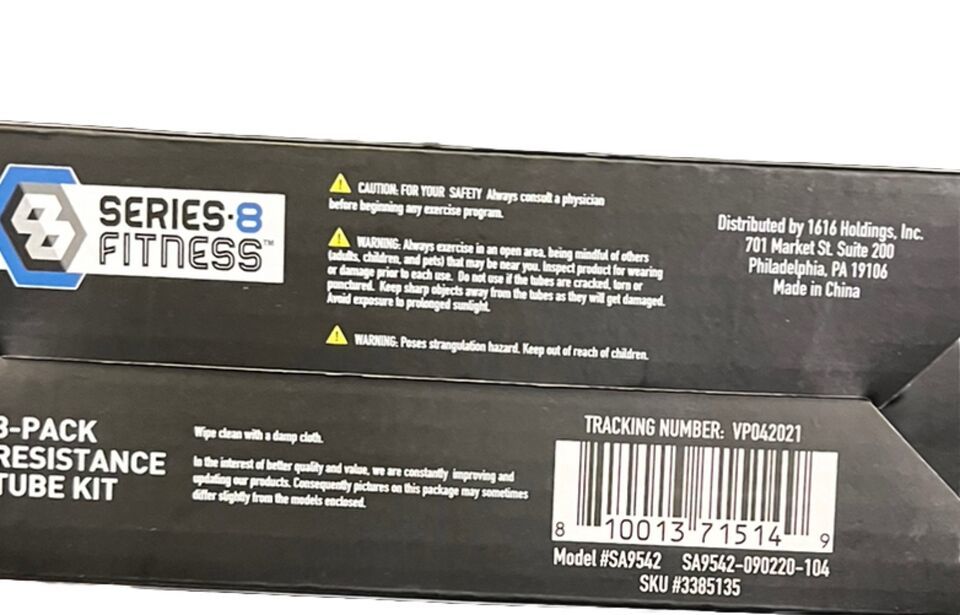 SERIES-8
FITNESS™
CAUTION: FOR YOUR SAFETY Always consult a physician
before beginning any exercise program.
WARNING: Always exercise in an open area, being mindful of others
(adults, children, and pets) that may be near you. Inspect product for wearing
or damage prior to each use. Do not use if the tubes are cracked, torn or
punctured. Keep sharp objects away from the tubes as they will get damaged.
Avoid exposure to prolonged sunlight.
WARNING: Poses strangulation hazard. Keep out of reach of children.
Distributed by 1616 Holdings, Inc.
701 Market St. Suite 200
Philadelphia, PA 19106
Made in China
3-PACK
RESISTANCE
TUBE KIT
Wipe clean with a damp cloth.
In the interest of better quality and value, we are constantly improving and
updating our products. Consequently pictures on this package may sometimes
differ slightly from the models enclosed.
TRACKING NUMBER: VP042021
8 10013 71514 9
Model #SA9542 SA9542-090220-104
SKU #3385135